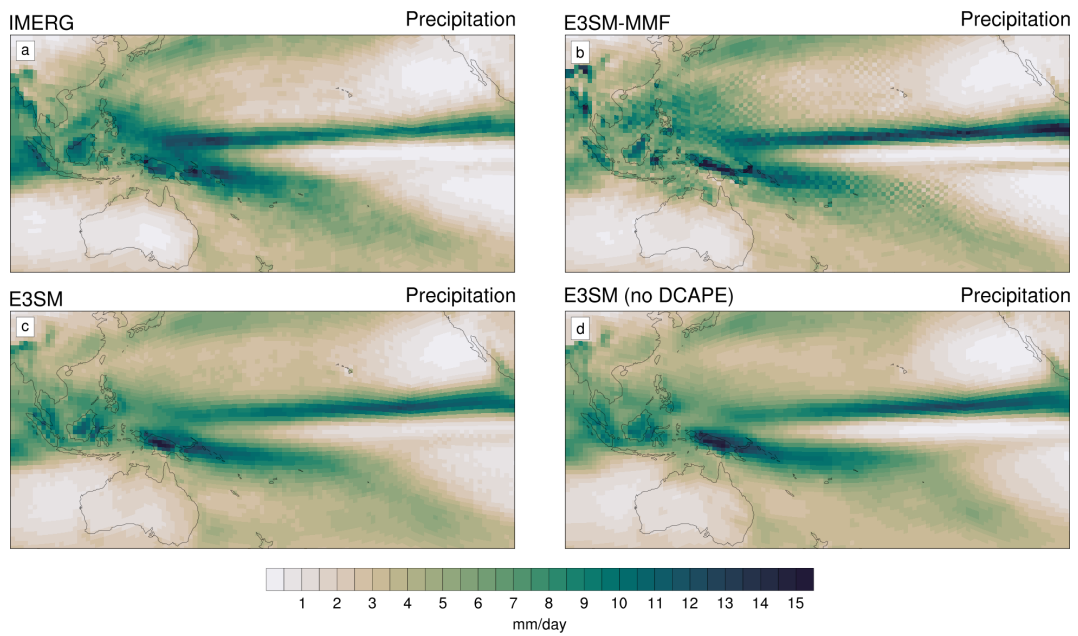 IMERG Precipitation
a
E3SM-MMF Precipitation
b
E3SM Precipitation
c
E3SM (no DCAPE) Precipitation
d
1 2 3 4 5 6 7 8 9 10 11 12 13 14 15
mm/day